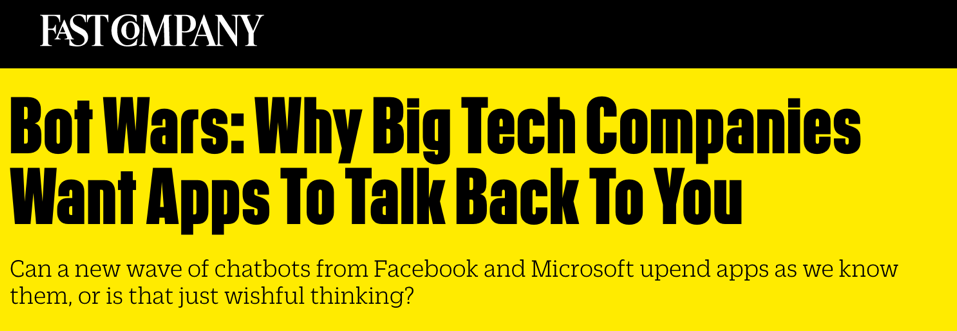 FAST COMPANY
Bot Wars: Why Big Tech Companies
Want Apps To Talk Back To You
Can a new wave of chatbots from Facebook and Microsoft upend apps as we know
them, or is that just wishful thinking?